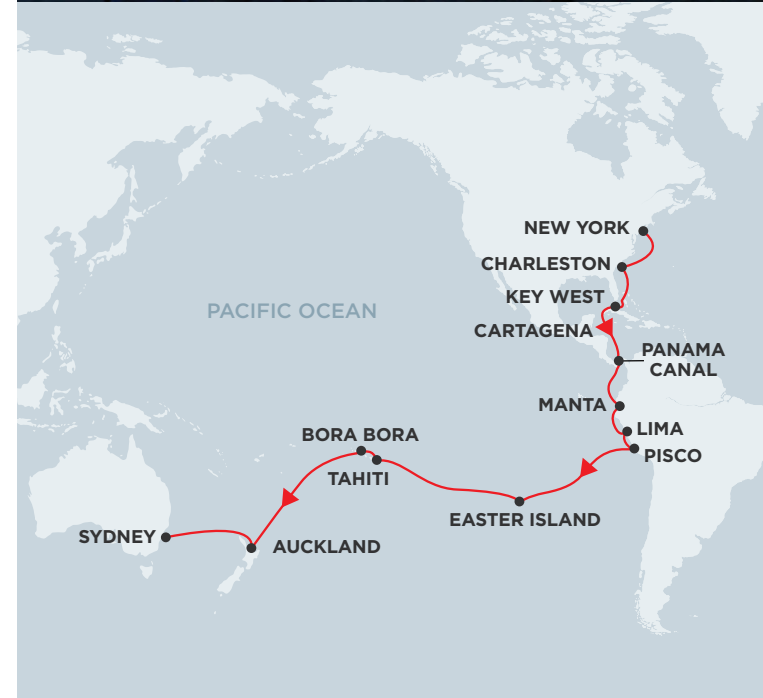 NEW YORK
CHARLESTON
KEY WEST
PACIFIC OCEAN
CARTAGENA
PANAMA
CANAL
MANTA
LIMA
BORA BORA
PISCO
TAHITI
EASTER ISLAND
SYDNEY
AUCKLAND